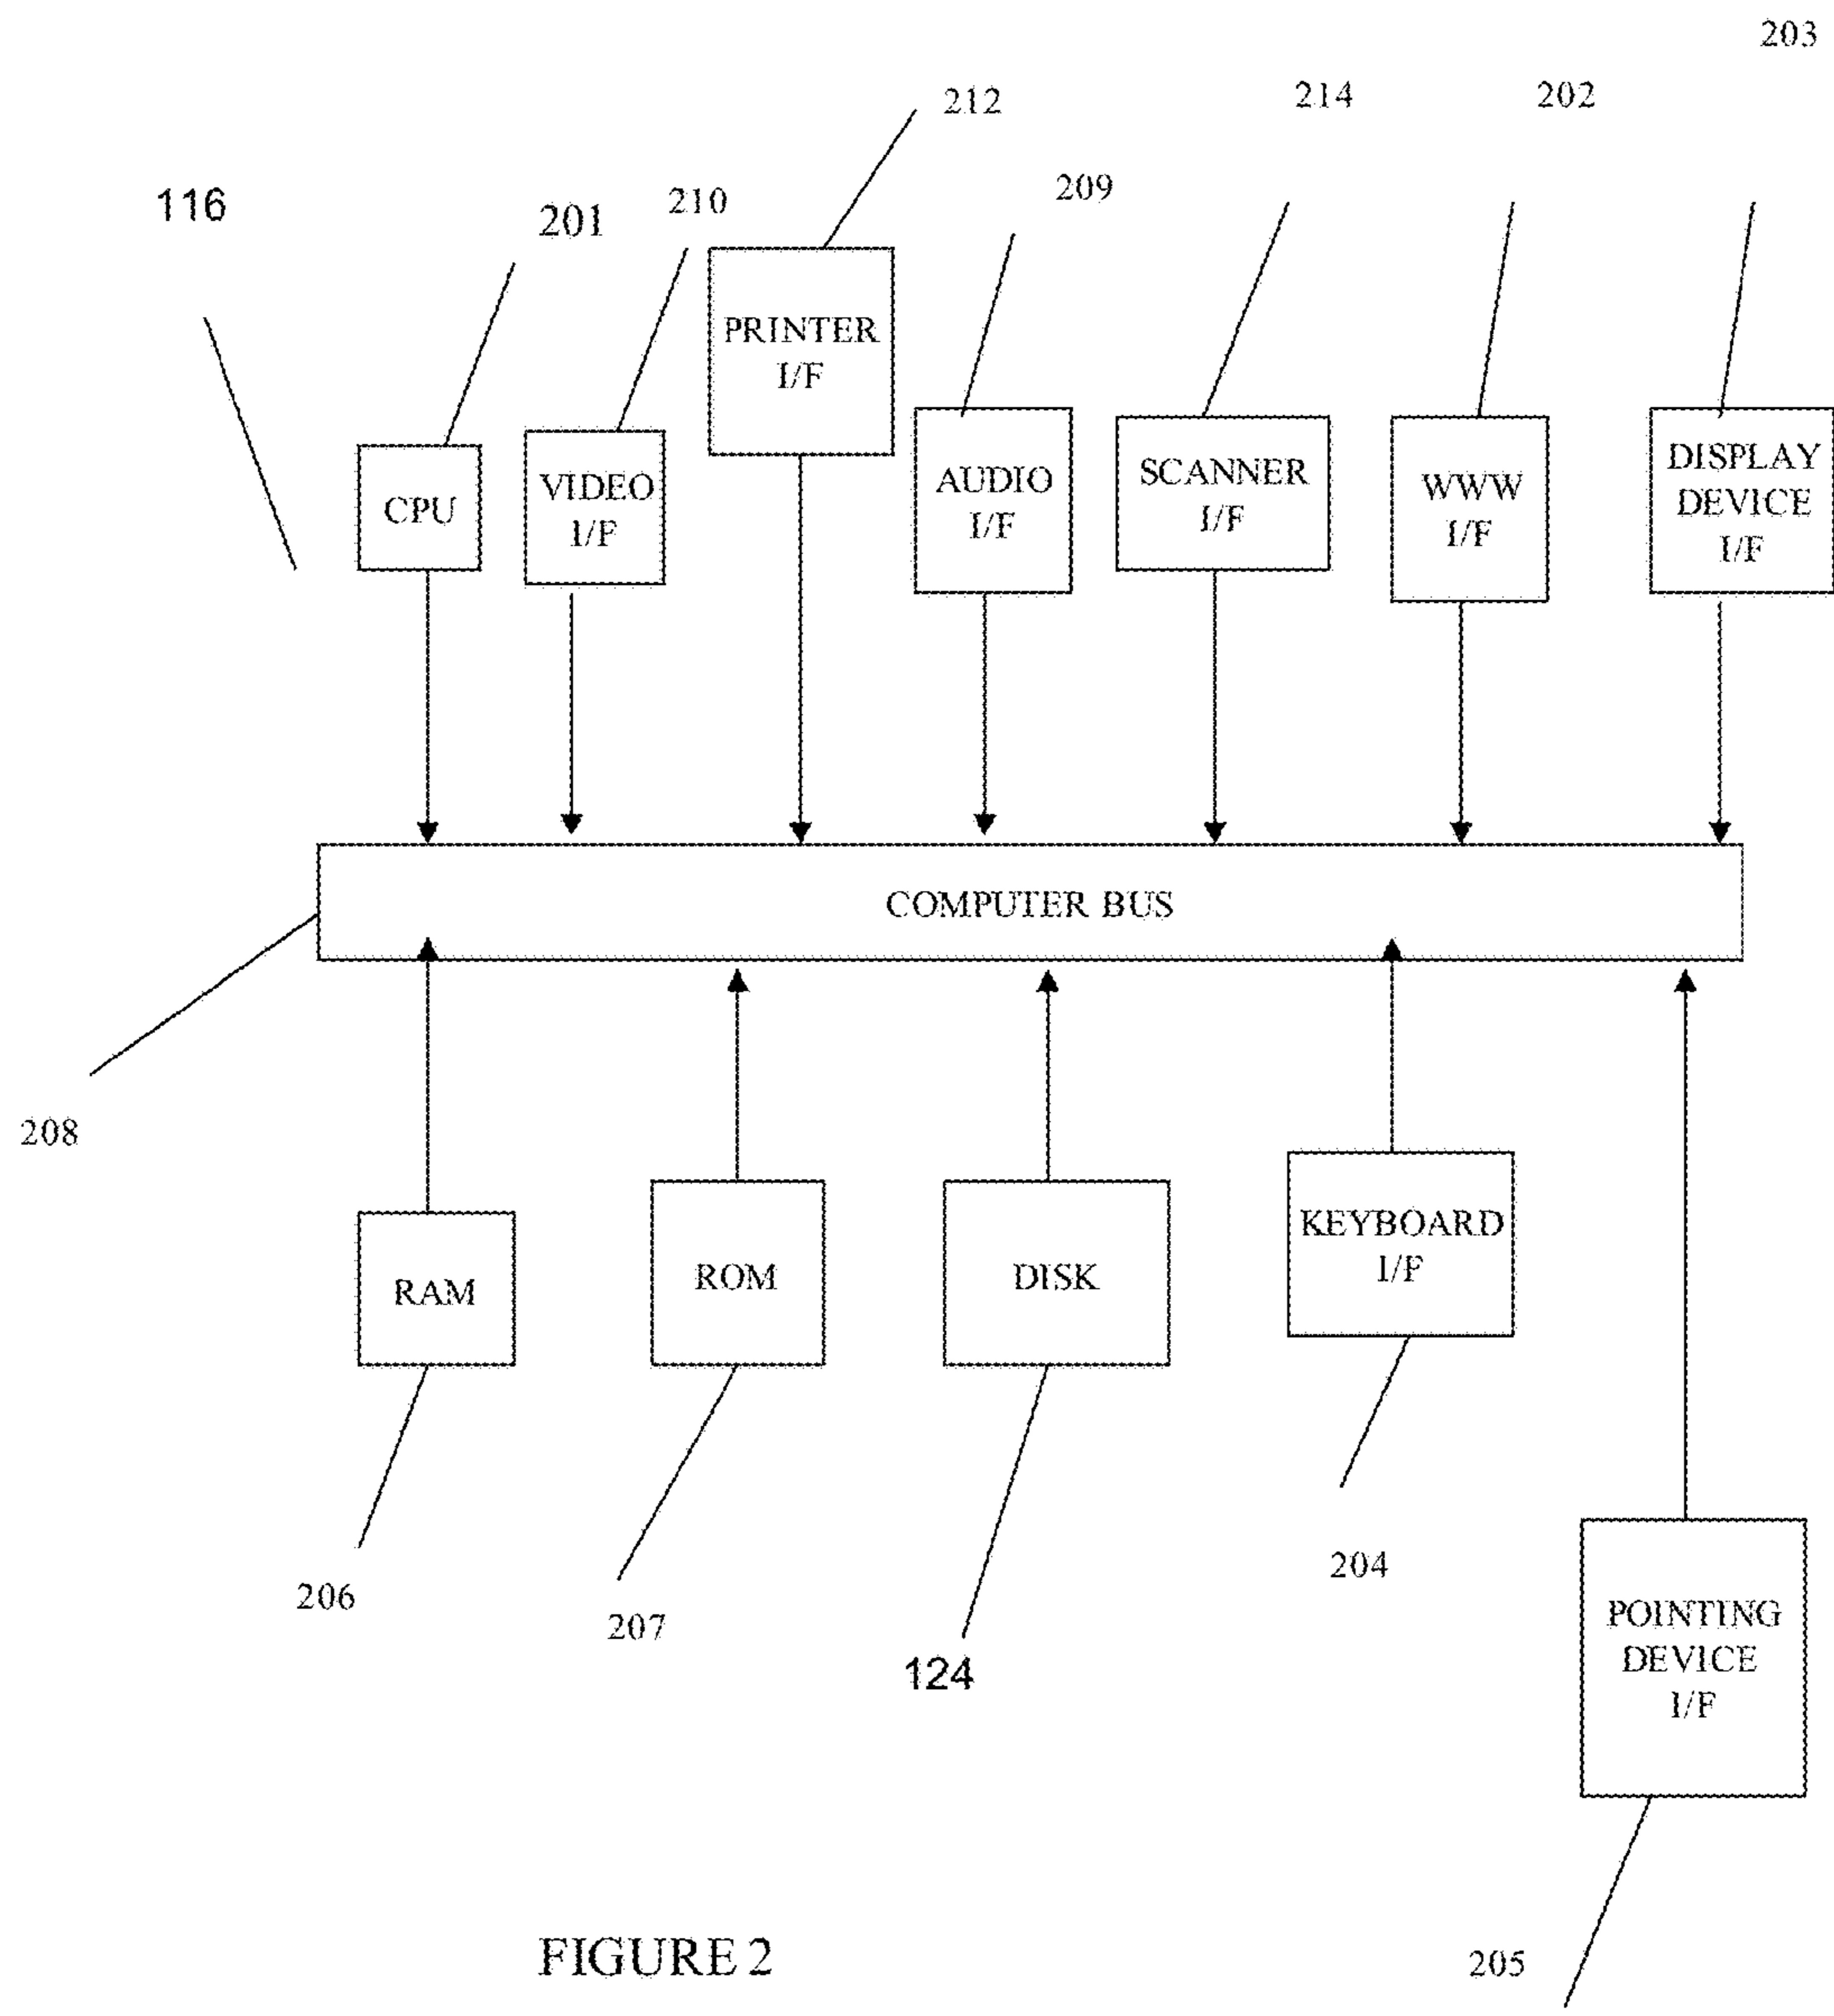 203
212
214
202
116
201
210
209
PRINTER
I/F
CPU
VIDEO
I/F
AUDIO
I/F
SCANNER
I/F
WWW
I/F
DISPLAY
DEVICE
I/F
COMPUTER BUS
208
RAM
ROM
DISK
KEYBOARD
I/F
206
207
124
204
POINTING
DEVICE
I/F
FIGURE 2
205